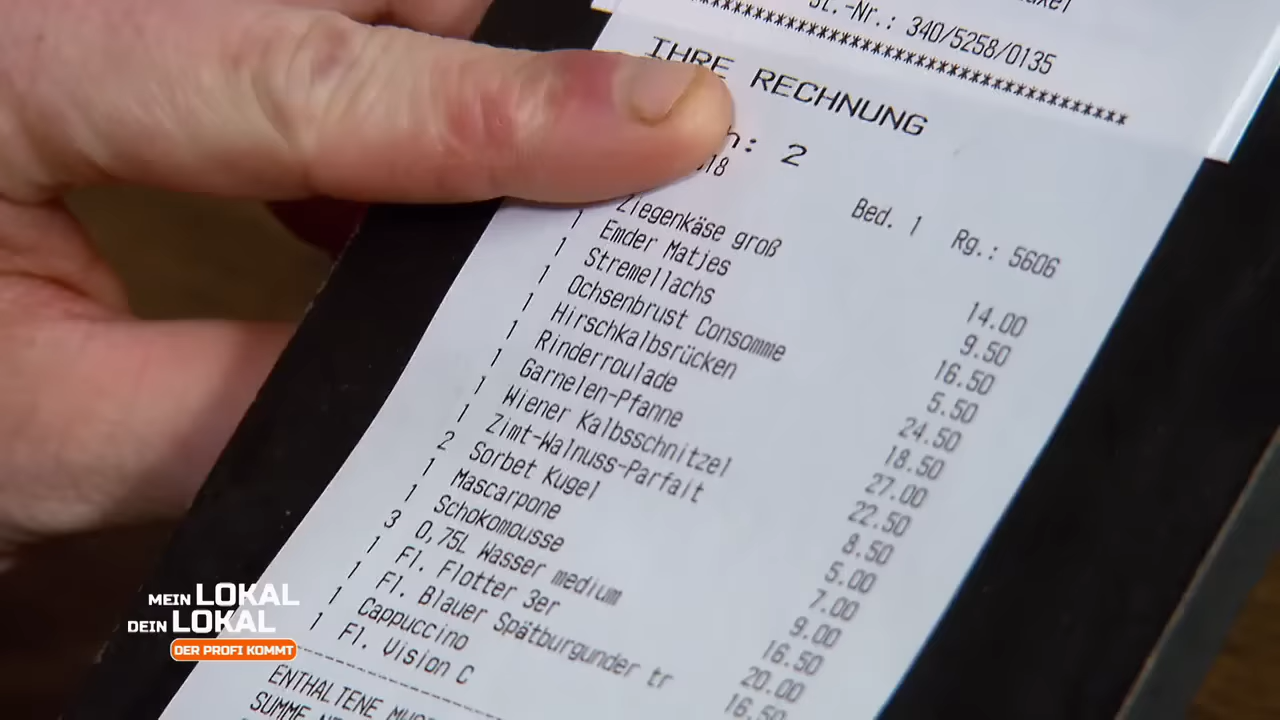 St.-Nr.: 340/5258/0135
****************************************
IHRE RECHNUNG
h: 2
018
Bed. 1 Rg.: 5606
Ziegenkäse groß 14.00
1 Emder Matjes 9.50
1 Stremellachs 16.50
1 Ochsenbrust Consomme 5.50
1 Hirschkalbsrücken 24.50
1 Rinderroulade 18.50
1 Garnelen-Pfanne 27.00
1 Wiener Kalbsschnitzel 22.50
1 Zimt-Walnuss-Parfait 8.50
2 Sorbet Kugel 5.00
1 Mascarpone 7.00
1 Schokomousse 9.00
3 0,75L Wasser medium 16.50
1 Fl. Flotter 3er 20.00
1 Fl. Blauer Spätburgunder tr 16.50
1 Cappuccino
1 Fl. Vision C
ENTHALTENE
SUMME
MEIN LOKAL
DEIN LOKAL
DER PROFI KOMMT